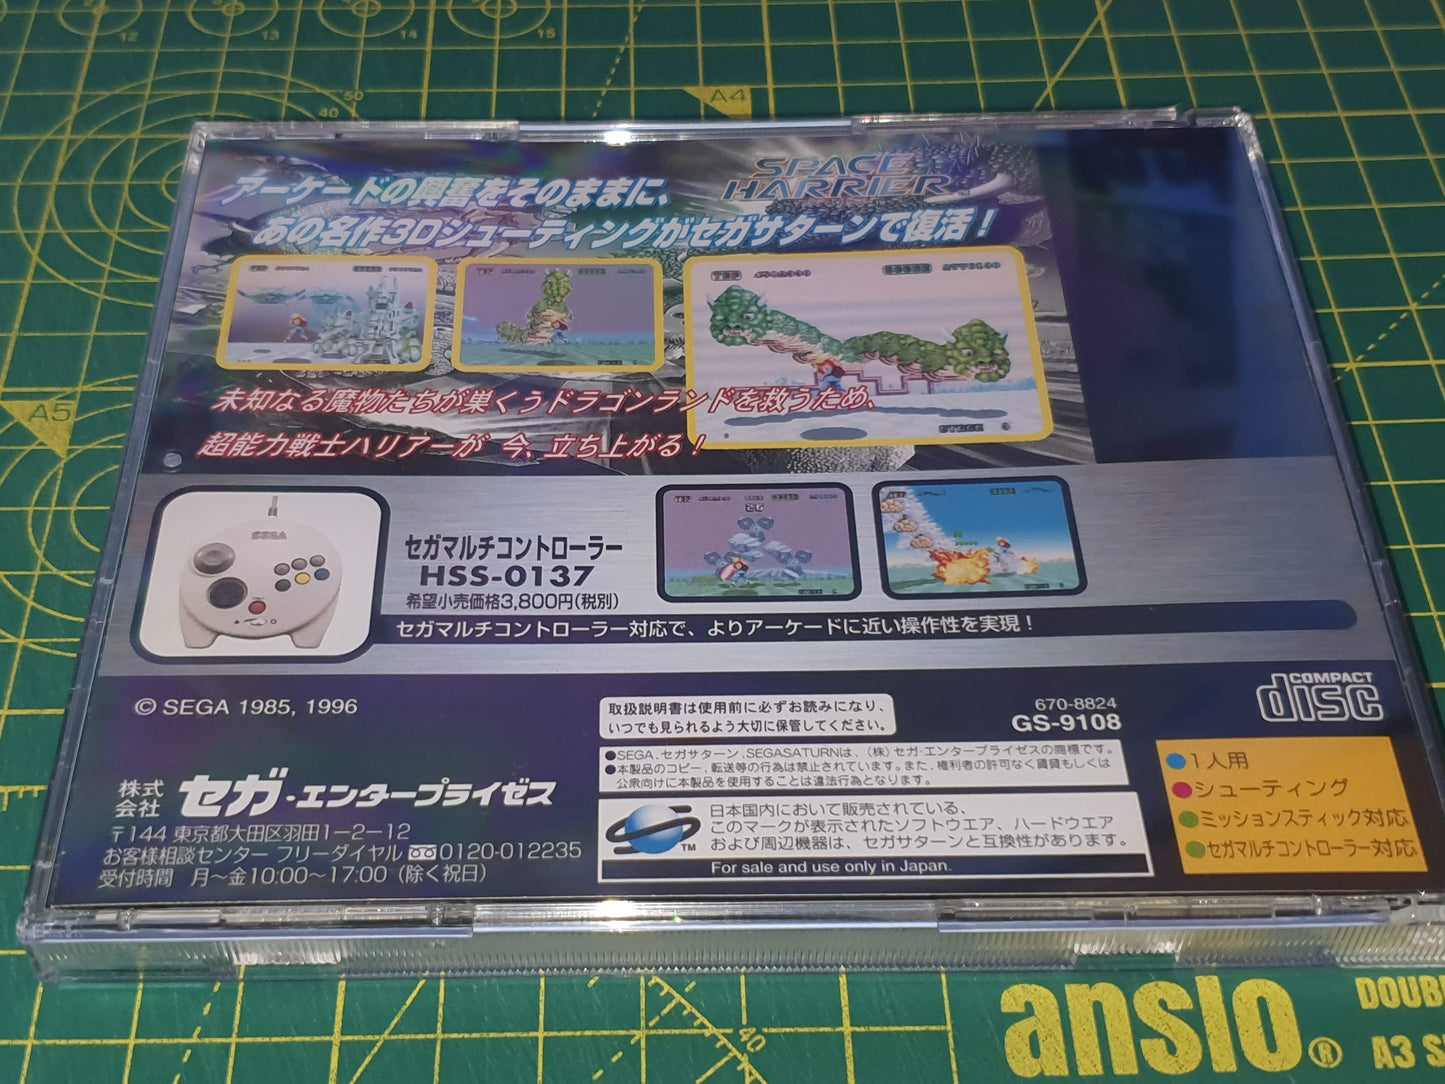 12
13
14
15
50
40
A4
A5
SPACE
HARRIER
アーケードの興奮をそのままに、
あの名作3Dシューティングがセガサターンで復活！
TOP
未知なる魔物たちが巣くうドラゴンランドを救うため、
超能力戦士ハリアーが 今、立ち上がる！
SEGA
セガマルチコントローラー
HSS-0137
希望小売価格3,800円(税別)
セガマルチコントローラー対応で、よりアーケードに近い操作性を実現！
© SEGA 1985, 1996
取扱説明書は使用前に必ずお読みになり、
いつでも見られるよう大切に保管してください。
670-8824
GS-9108
COMPACT
disc
●SEGA、セガサターン、SEGASATURNは、(株)セガ・エンタープライゼスの商標です。
●本製品のコピー、転送等の行為は禁止されています。また、権利者の許可なく賃貸もしくは
公衆向けに本製品を使用することは違法行為となります。
株式
会社
セガ・エンタープライゼス
〒144 東京都大田区羽田1−2−12
お客様相談センター フリーダイヤル 0120-012235
受付時間　月〜金10:00〜17:00（除く祝日）
TM
日本国内において販売されている、
このマークが表示されたソフトウエア、ハードウエア
および周辺機器は、セガサターンと互換性があります。
For sale and use only in Japan.
●1人用
●シューティング
●ミッションスティック対応
●セガマルチコントローラー対応
40
ansio®
A3